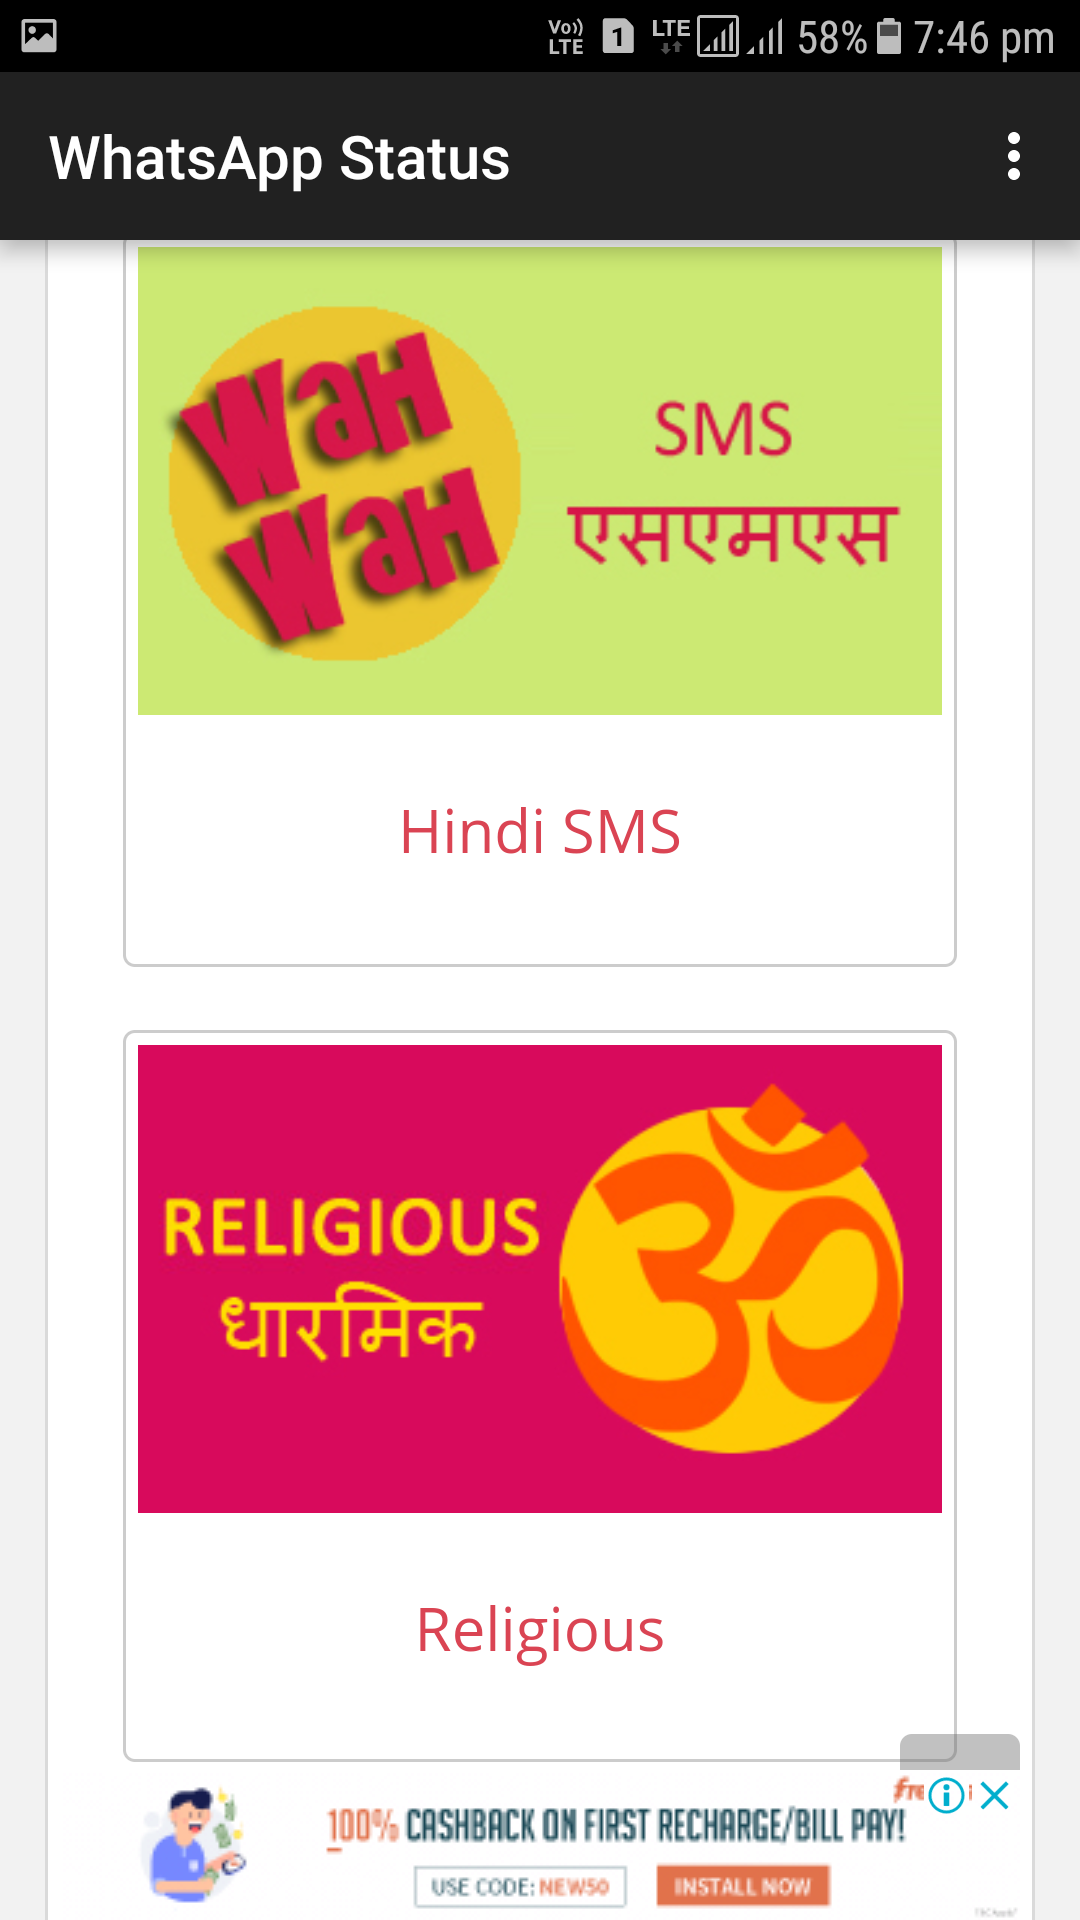 Vo)) LTE 1 LTE 58% 7:46 pm
WhatsApp Status
WaH
WaH
SMS
एसएमएस
Hindi SMS
RELIGIOUS
धारमिक
ॐ
Religious
100% CASHBACK ON FIRST RECHARGE/BILL PAY!
USE CODE: NEW50
INSTALL NOW